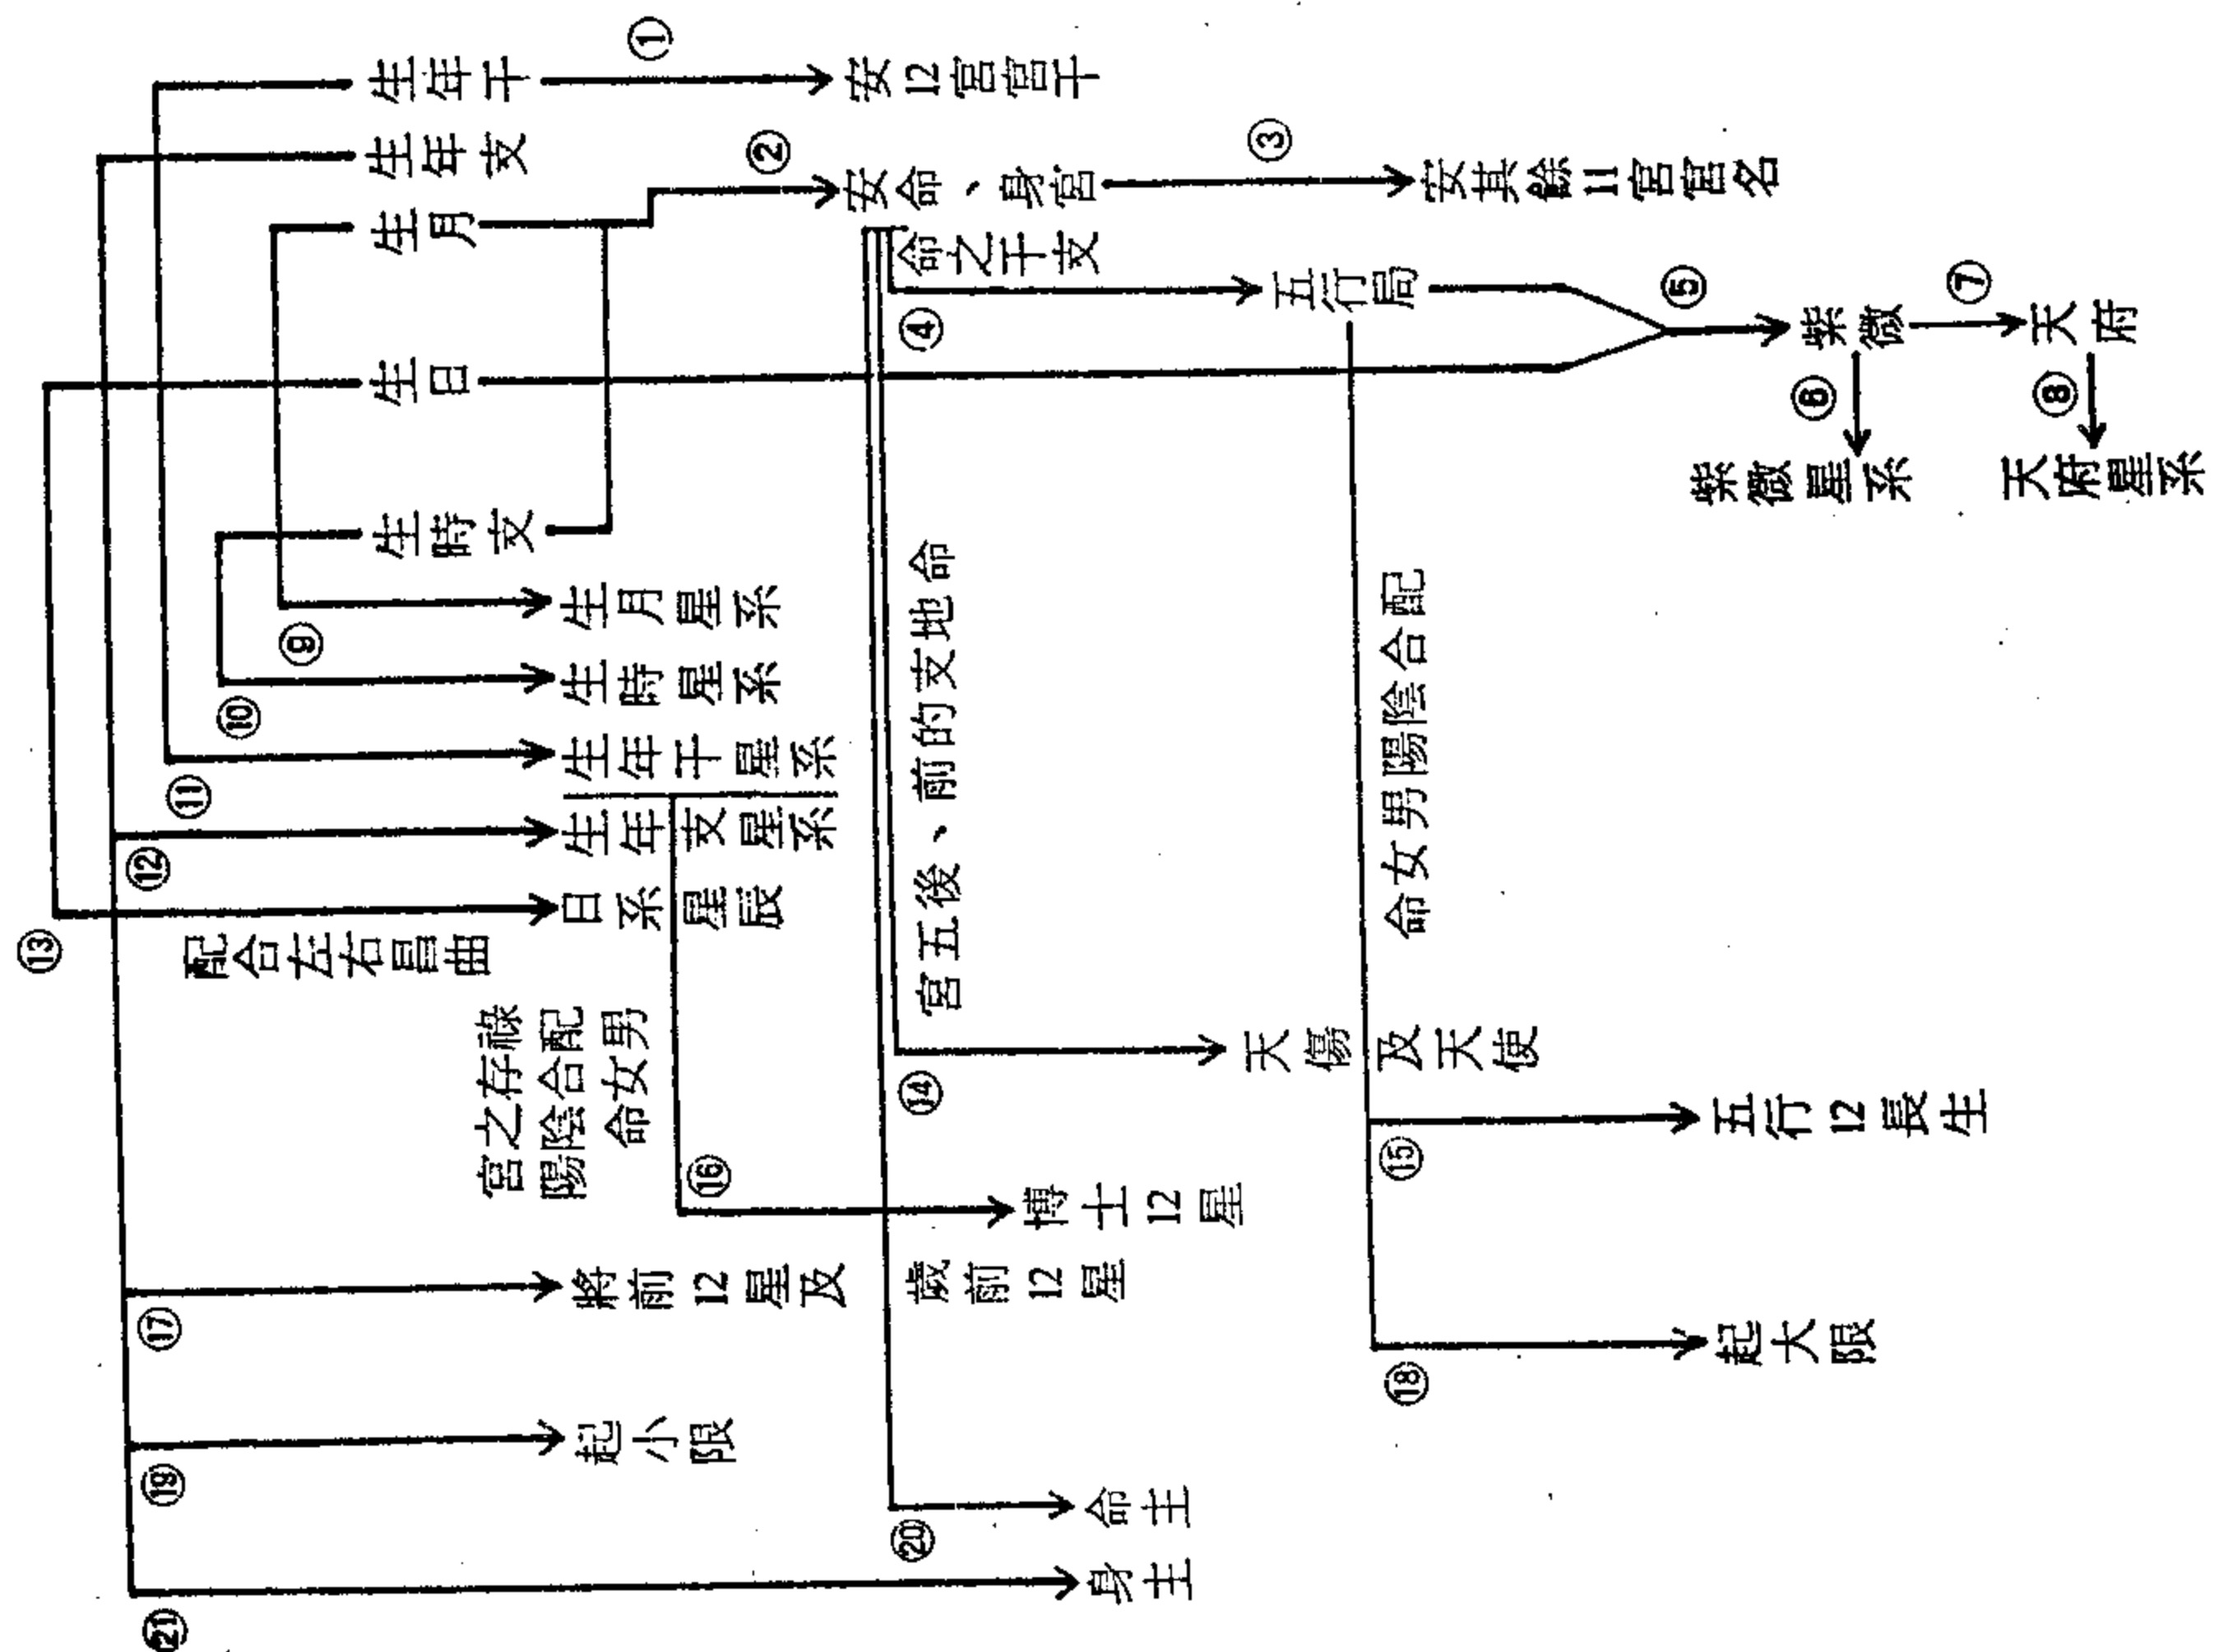 ① 生年干 安12宮宮干
生年支
② 生月 安命、身宮 ③ 安其餘11宮宮名
命之干支
④ 五行局 ⑤ 紫微 ⑦ 天府
生日
⑥ 紫微星系 ⑧ 天府星系
生時支
⑨ 生月星系
⑩ 生時星系
⑪ 生年干星系
⑫ 生年支星系
⑬ 日系星辰
配合左右昌曲
命地支的前、後五宮
⑭ 天傷及天使
配合陰陽男女命
⑮ 五行12長生
祿存之宮
配合陰陽
男女命
⑯ 博士12星
⑰ 將前12星及 歲前12星
⑱ 起大限
⑲ 起小限
⑳ 命主
㉑ 身主